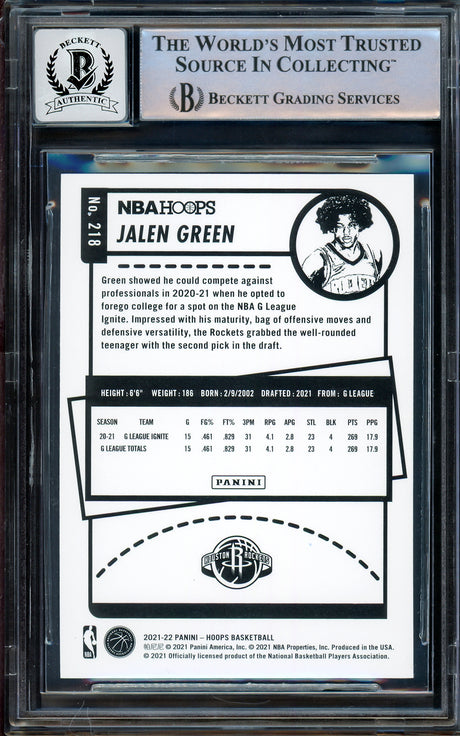 BECKETT
B
AUTHENTIC
THE WORLD'S MOST TRUSTED
SOURCE IN COLLECTING™
B BECKETT GRADING SERVICES
No. 218
NBA HOOPS
JALEN GREEN
Green showed he could compete against
professionals in 2020-21 when he opted to
forego college for a spot on the NBA G League
Ignite. Impressed with his maturity, bag of offensive moves and
defensive versatility, the Rockets grabbed the well-rounded
teenager with the second pick in the draft.
HEIGHT: 6'6" WEIGHT: 186 BORN: 2/9/2002 DRAFTED: 2021 FROM: G LEAGUE
SEASON TEAM G FG% FT% 3PM RPG APG STL BLK PTS PPG
20-21 G LEAGUE IGNITE 15 .461 .829 31 4.1 2.8 23 4 269 17.9
G LEAGUE TOTALS 15 .461 .829 31 4.1 2.8 23 4 269 17.9
PANINI
HOUSTON R ROCKETS
2021-22 PANINI – HOOPS BASKETBALL
© 2021 Panini America, Inc. © 2021 NBA Properties, Inc. Produced in the USA.
© 2021 Officially licensed product of the National Basketball Players Association.
NBA